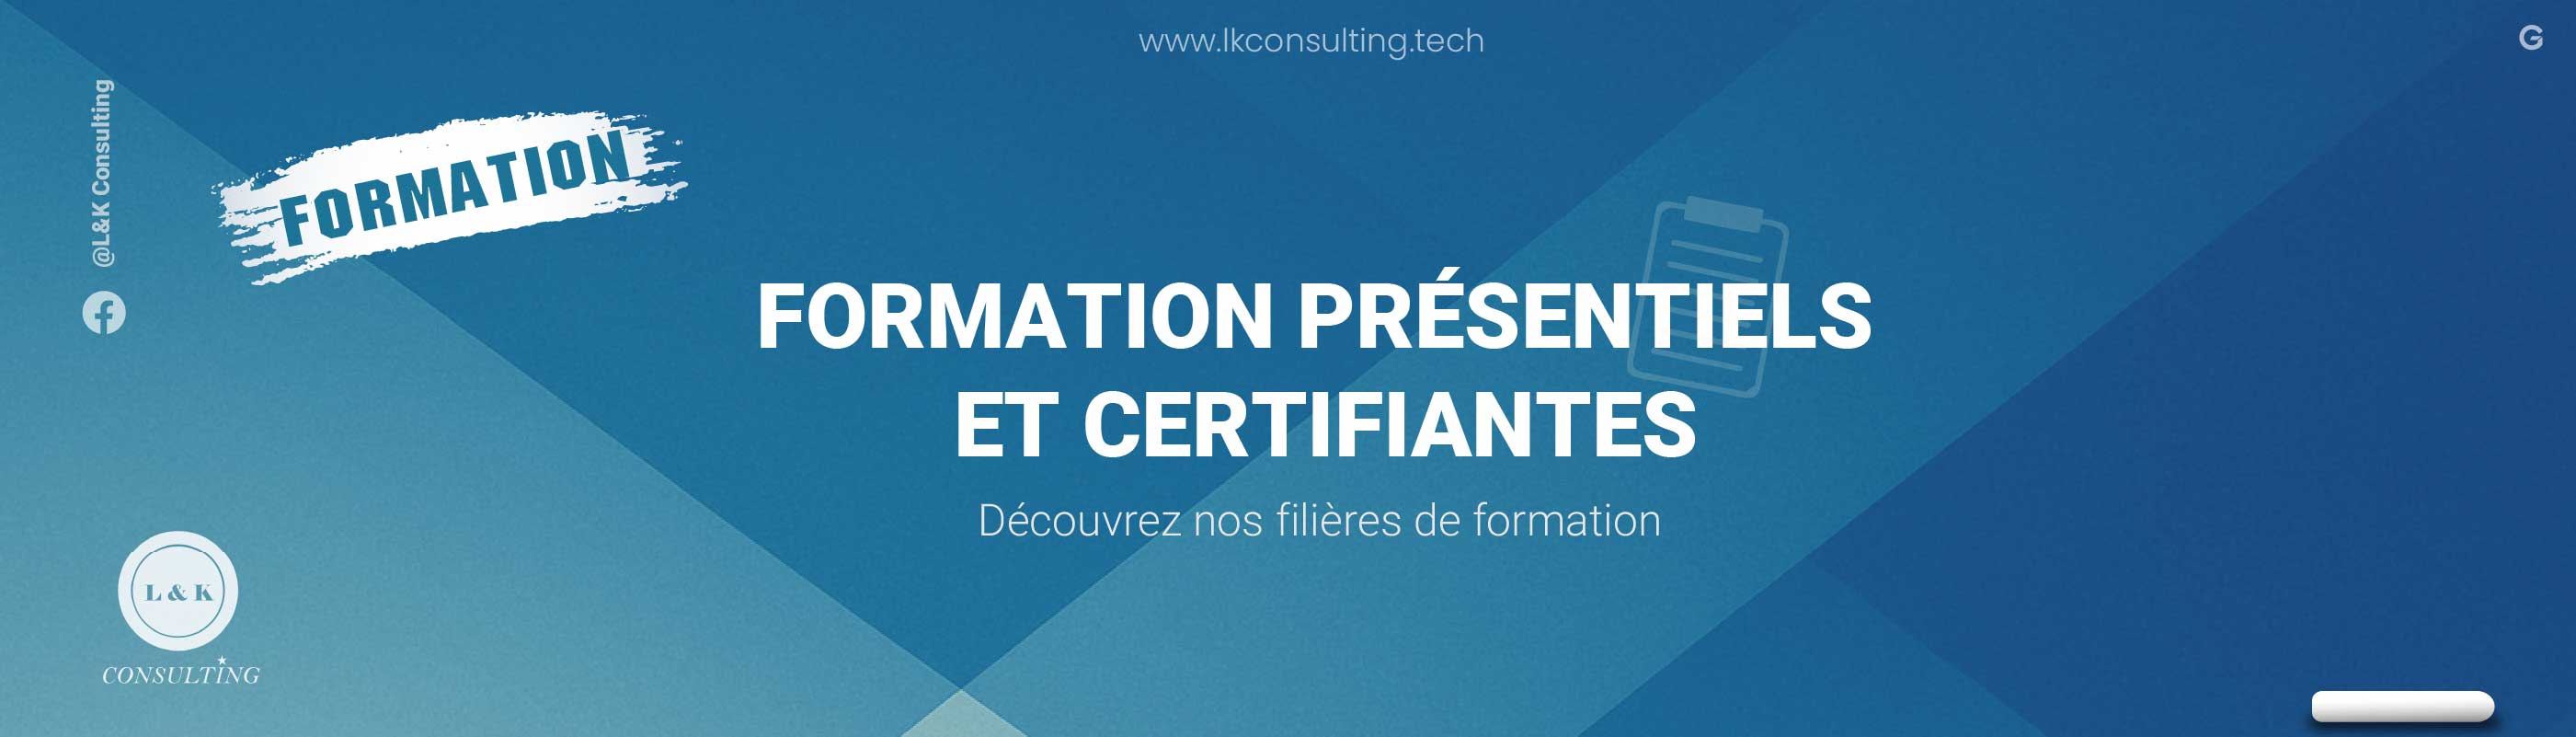 www.lkconsulting.tech
G
@L&K Consulting
FORMATION
FORMATION PRÉSENTIELS
ET CERTIFIANTES
Découvrez nos filières de formation
L & K
CONSULTING